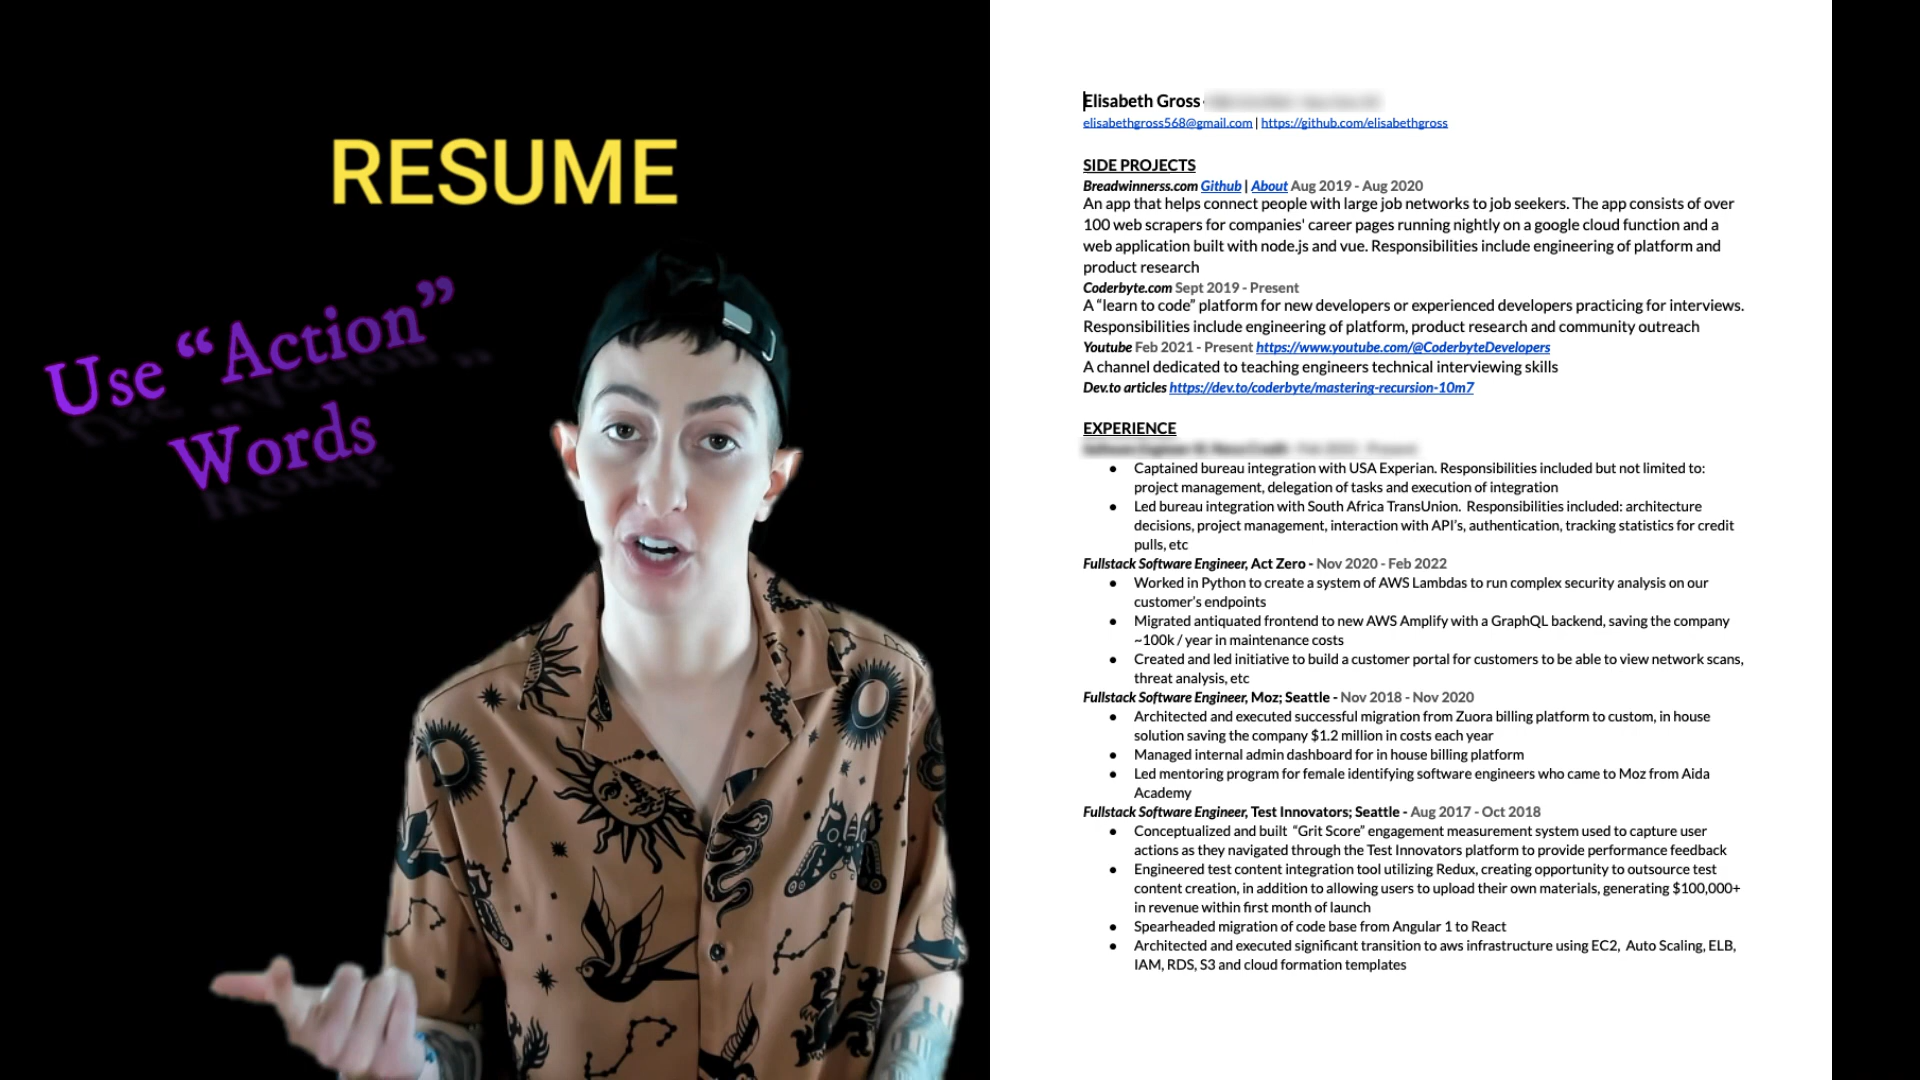 RESUME
Use “Action”
Words
Elisabeth Gross
elisabethgross568@gmail.com | https://github.com/elisabethgross
SIDE PROJECTS
Breadwinnerss.com Github | About Aug 2019 - Aug 2020
An app that helps connect people with large job networks to job seekers. The app consists of over
100 web scrapers for companies' career pages running nightly on a google cloud function and a
web application built with node.js and vue. Responsibilities include engineering of platform and
product research
Coderbyte.com Sept 2019 - Present
A “learn to code” platform for new developers or experienced developers practicing for interviews.
Responsibilities include engineering of platform, product research and community outreach
Youtube Feb 2021 - Present https://www.youtube.com/@CoderbyteDevelopers
A channel dedicated to teaching engineers technical interviewing skills
Dev.to articles https://dev.to/coderbyte/mastering-recursion-10m7
EXPERIENCE
● Captained bureau integration with USA Experian. Responsibilities included but not limited to:
project management, delegation of tasks and execution of integration
● Led bureau integration with South Africa TransUnion.  Responsibilities included: architecture
decisions, project management, interaction with API’s, authentication, tracking statistics for credit
pulls, etc
Fullstack Software Engineer, Act Zero - Nov 2020 - Feb 2022
● Worked in Python to create a system of AWS Lambdas to run complex security analysis on our
customer’s endpoints
● Migrated antiquated frontend to new AWS Amplify with a GraphQL backend, saving the company
~100k / year in maintenance costs
● Created and led initiative to build a customer portal for customers to be able to view network scans,
threat analysis, etc
Fullstack Software Engineer, Moz; Seattle - Nov 2018 - Nov 2020
● Architected and executed successful migration from Zuora billing platform to custom, in house
solution saving the company $1.2 million in costs each year
● Managed internal admin dashboard for in house billing platform
● Led mentoring program for female identifying software engineers who came to Moz from Aida
Academy
Fullstack Software Engineer, Test Innovators; Seattle - Aug 2017 - Oct 2018
● Conceptualized and built  “Grit Score” engagement measurement system used to capture user
actions as they navigated through the Test Innovators platform to provide performance feedback
● Engineered test content integration tool utilizing Redux, creating opportunity to outsource test
content creation, in addition to allowing users to upload their own materials, generating $100,000+
in revenue within first month of launch
● Spearheaded migration of code base from Angular 1 to React
● Architected and executed significant transition to aws infrastructure using EC2,  Auto Scaling, ELB,
IAM, RDS, S3 and cloud formation templates